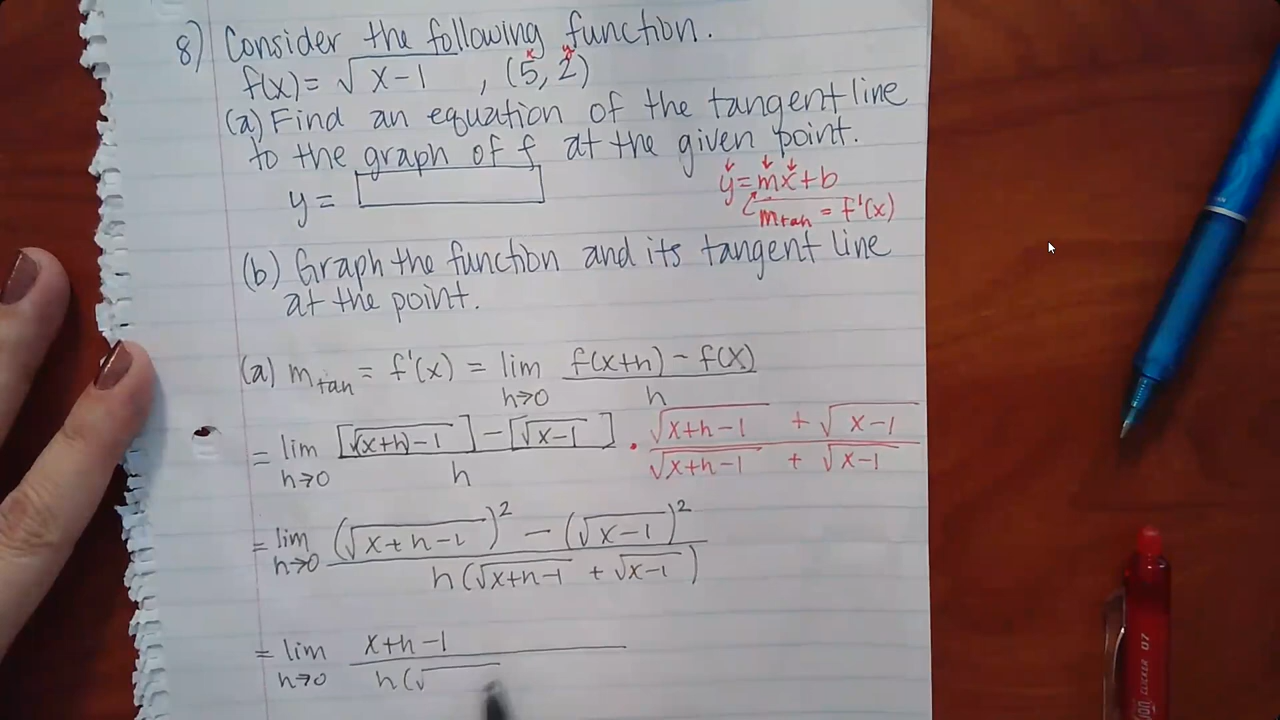 8) Consider the following function.
f(x) = √x-1 , (5, 2)
x y
(a) Find an equation of the tangent line
to the graph of f at the given point.
y =
y = mx + b
m_tan = f'(x)
(b) Graph the function and its tangent line
at the point.
(a) m_tan = f'(x) = lim h→0 f(x+h) - f(x) / h
= lim h→0 [√(x+h)-1] - [√x-1] / h · √x+h-1 + √x-1 / √x+h-1 + √x-1
= lim h→0 (√x+h-1)² - (√x-1)² / h(√x+h-1 + √x-1)
= lim h→0 x+h-1 / h(√
CLICKER 07